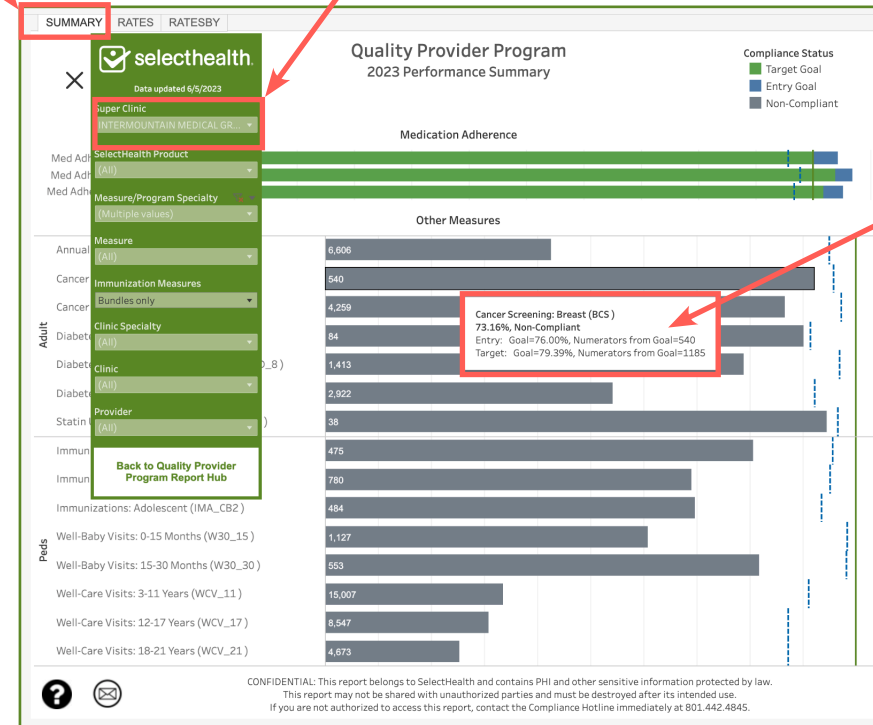 SUMMARY RATES RATESBY
selecthealth.
Data updated 6/5/2023
Super Clinic
INTERMOUNTAIN MEDICAL GR...
SelectHealth Product
(All)
Measure/Program Specialty
(Multiple values)
Measure
(All)
Immunization Measures
Bundles only
Clinic Specialty
(All)
Clinic
(All)
Provider
(All)
Back to Quality Provider
Program Report Hub
Quality Provider Program
2023 Performance Summary
Compliance Status
Target Goal
Entry Goal
Non-Compliant
Medication Adherence
Med Adh
Med Adh
Med Adhe
Other Measures
Adult
Annual 6,606
Cancer 540
Cancer 4,259
Diabet 84
Diabet _8 ) 1,413
Diabet 2,922
Statin ) 38
Cancer Screening: Breast (BCS )
73.16%, Non-Compliant
Entry: Goal=76.00%, Numerators from Goal=540
Target: Goal=79.39%, Numerators from Goal=1185
Peds
Immun 475
Immun 780
Immunizations: Adolescent (IMA_CB2 ) 484
Well-Baby Visits: 0-15 Months (W30_15 ) 1,127
Well-Baby Visits: 15-30 Months (W30_30 ) 553
Well-Care Visits: 3-11 Years (WCV_11 ) 15,007
Well-Care Visits: 12-17 Years (WCV_17 ) 8,547
Well-Care Visits: 18-21 Years (WCV_21 ) 4,673
?
CONFIDENTIAL: This report belongs to SelectHealth and contains PHI and other sensitive information protected by law.
This report may not be shared with unauthorized parties and must be destroyed after its intended use.
If you are not authorized to access this report, contact the Compliance Hotline immediately at 801.442.4845.